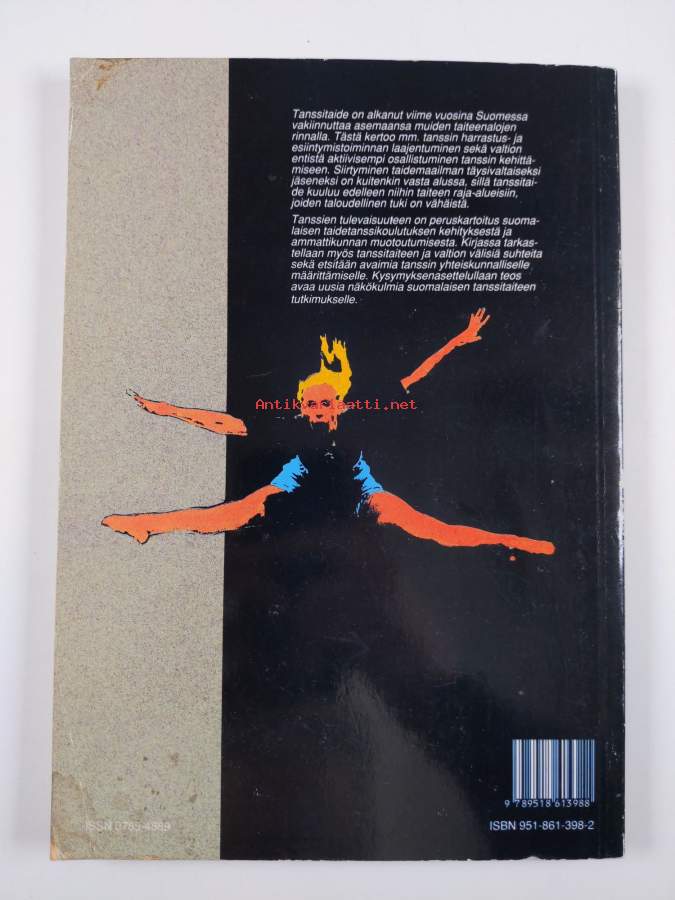 Tanssitaide on alkanut viime vuosina Suomessa
vakiinnuttaa asemaansa muiden taiteenalojen
rinnalla. Tästä kertoo mm. tanssin harrastus- ja
esiintymistoiminnan laajentuminen sekä valtion
entistä aktiivisempi osallistuminen tanssin kehittä-
miseen. Siirtyminen taidemaailman täysivaltaiseksi
jäseneksi on kuitenkin vasta alussa, sillä tanssitai-
de kuuluu edelleen niihin taiteen raja-alueisiin,
joiden taloudellinen tuki on vähäistä.
Tanssien tulevaisuuteen on peruskartoitus suoma-
laisen taidetanssikoulutuksen kehityksestä ja
ammattikunnan muotoutumisesta. Kirjassa tarkas-
tellaan myös tanssitaiteen ja valtion välisiä suhteita
sekä etsitään avaimia tanssin yhteiskunnalliselle
määrittämiselle. Kysymyksenasettelullaan teos
avaa uusia näkökulmia suomalaisen tanssitaiteen
tutkimukselle.
Antikvariaatti.net
9 789518 613988
ISSN
ISBN 951-861-398-2